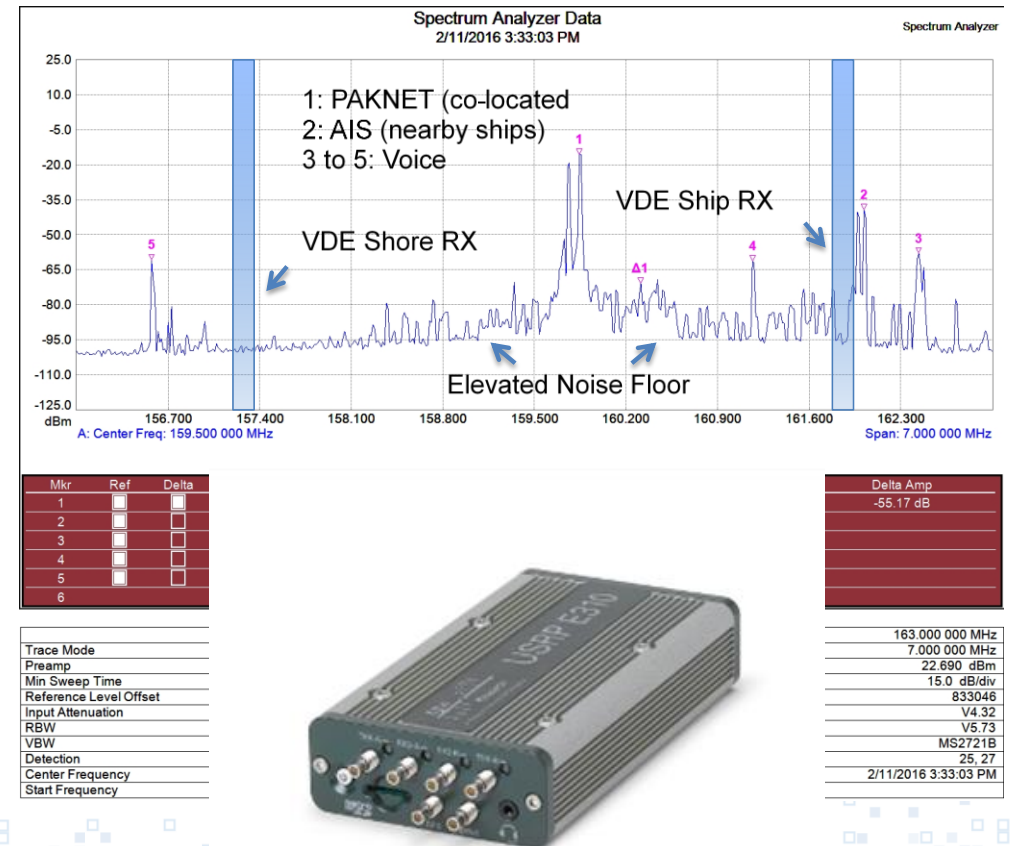 Spectrum Analyzer Data
2/11/2016 3:33:03 PM
Spectrum Analyzer
25.0
10.0
-5.0
-20.0
-35.0
-50.0
-65.0
-80.0
-95.0
-110.0
-125.0
dBm
1: PAKNET (co-located
2: AIS (nearby ships)
3 to 5: Voice
1
VDE Ship RX
2
VDE Shore RX
5
3
4
Δ1
Elevated Noise Floor
156.700 157.400 158.100 158.800 159.500 160.200 160.900 161.600 162.300
A: Center Freq: 159.500 000 MHz
Span: 7.000 000 MHz
Mkr Ref Delta Delta Amp
1 -55.17 dB
2
3
4
5
6
163.000 000 MHz
Trace Mode 7.000 000 MHz
Preamp 22.690 dBm
Min Sweep Time 15.0 dB/div
Reference Level Offset 833046
Input Attenuation V4.32
RBW V5.73
VBW MS2721B
Detection 25, 27
Center Frequency 2/11/2016 3:33:03 PM
Start Frequency
USRP E310